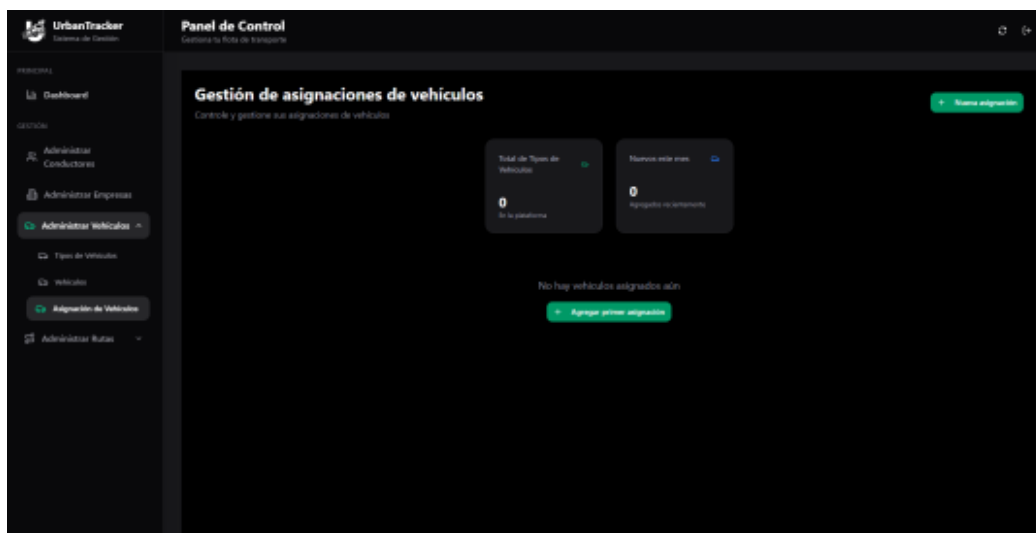 UrbanTracker
Sistema de Gestión
Panel de Control
Gestiona tu flota de transporte
PRINCIPAL
Dashboard
GESTIÓN
Administrar
Conductores
Administrar Empresas
Administrar Vehículos
Tipos de Vehículos
Vehículos
Asignación de Vehículos
Administrar Rutas
Gestión de asignaciones de vehículos
Controle y gestione sus asignaciones de vehículos
+ Nueva asignación
Total de Tipos de
Vehículos
0
En la plataforma
Nuevos este mes
0
Agregados recientemente
No hay vehículos asignados aún
+ Agregar primer asignación